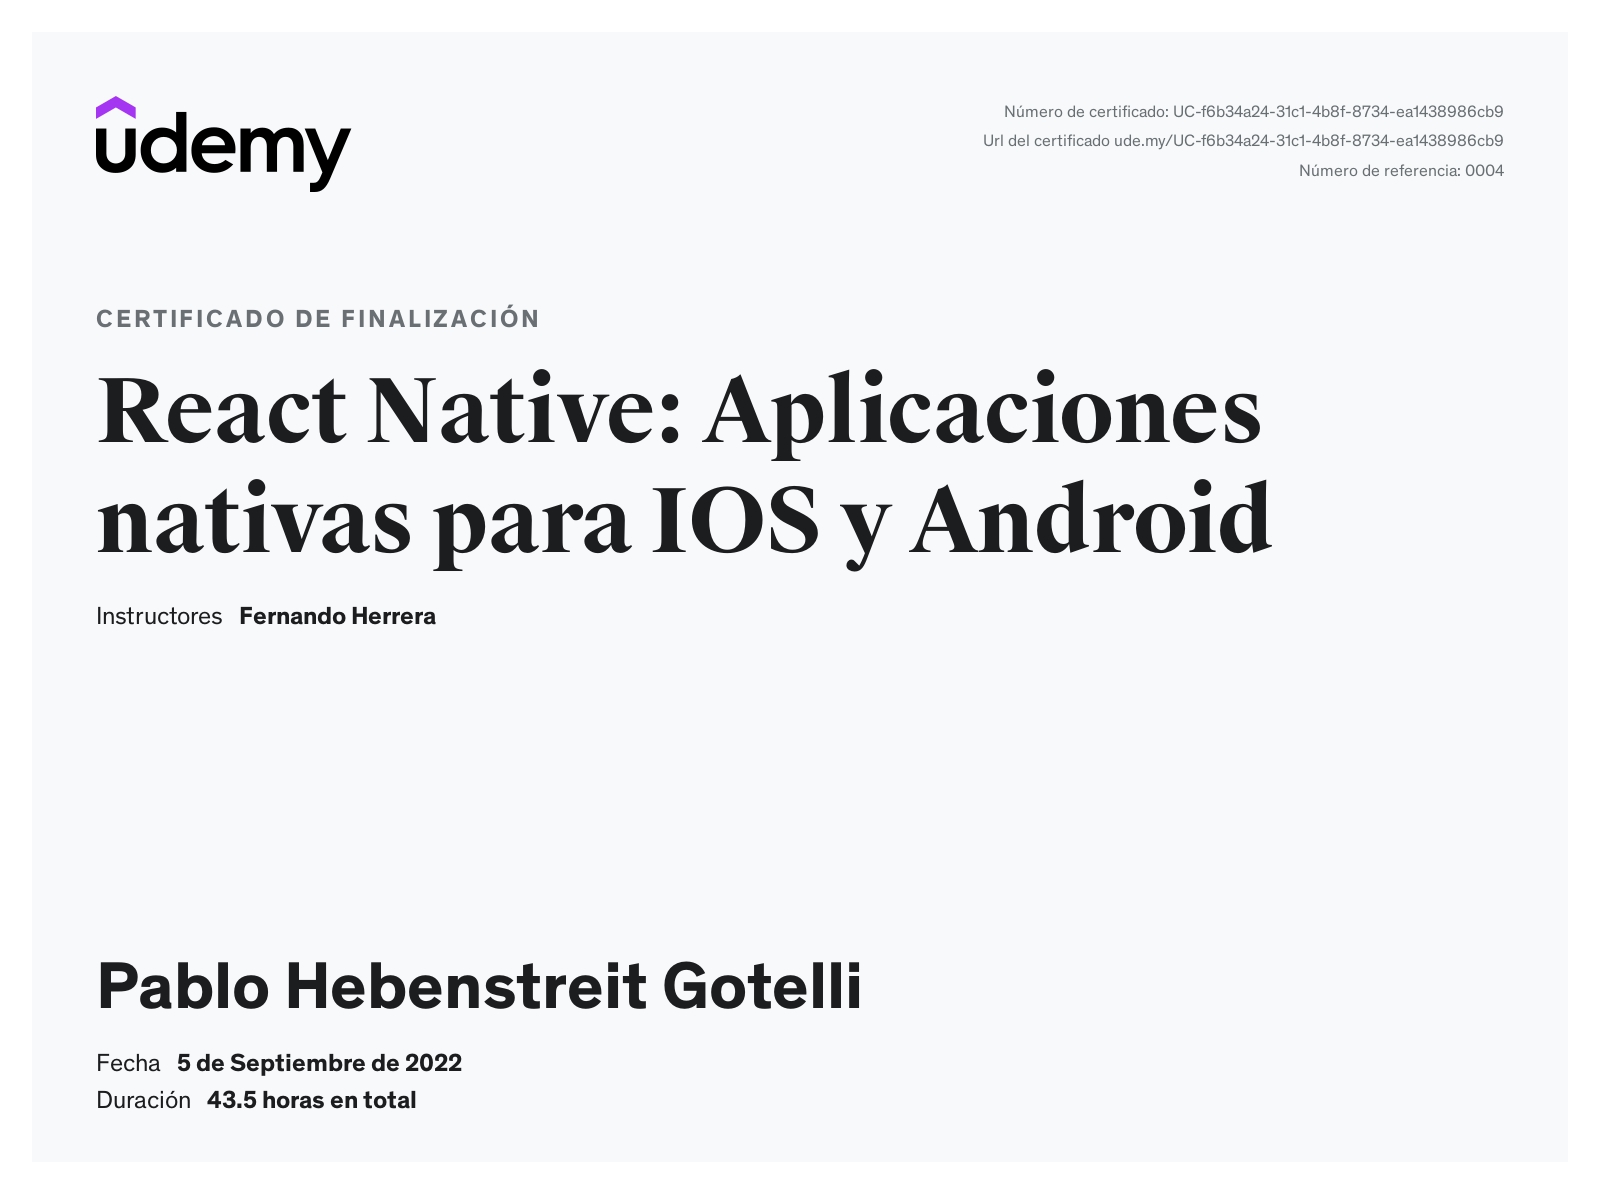 udemy
Número de certificado: UC-f6b34a24-31c1-4b8f-8734-ea1438986cb9
Url del certificado ude.my/UC-f6b34a24-31c1-4b8f-8734-ea1438986cb9
Número de referencia: 0004
CERTIFICADO DE FINALIZACIÓN
React Native: Aplicaciones
nativas para IOS y Android
Instructores Fernando Herrera
Pablo Hebenstreit Gotelli
Fecha 5 de Septiembre de 2022
Duración 43.5 horas en total